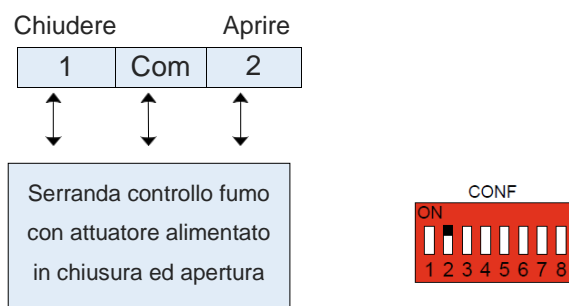 Chiudere Aprire
1 Com 2
Serranda controllo fumo
con attuatore alimentato
in chiusura ed apertura
CONF
ON
1 2 3 4 5 6 7 8